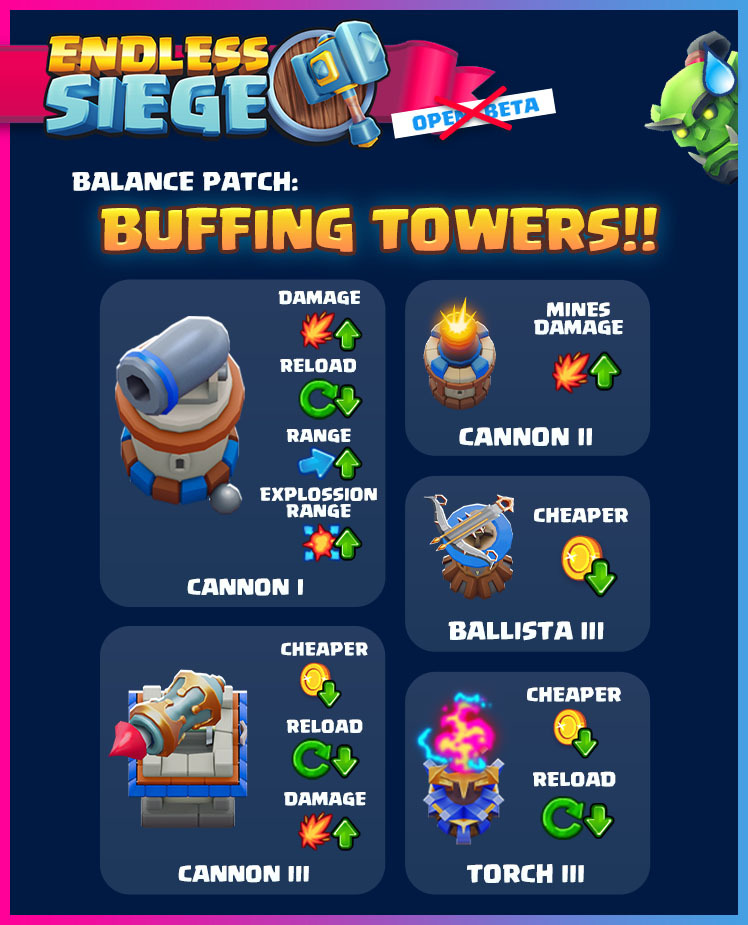 ENDLESS
SIEGE
OPEN BETA
BALANCE PATCH:
BUFFING TOWERS!!
DAMAGE
RELOAD
RANGE
EXPLOSSION
RANGE
CANNON I
MINES
DAMAGE
CANNON II
CHEAPER
BALLISTA III
CHEAPER
RELOAD
DAMAGE
CANNON III
CHEAPER
RELOAD
TORCH III